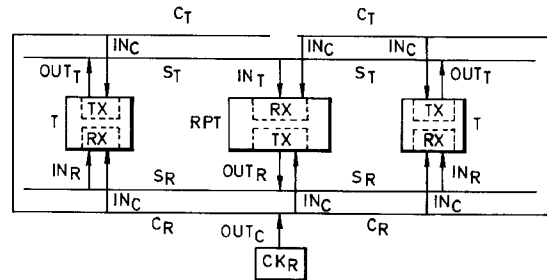 C_T C_T
IN_C IN_C IN_C
OUT_T S_T IN_T S_T OUT_T
TX RX TX
T RPT T
RX TX RX
IN_R S_R OUT_R S_R IN_R
IN_C IN_C IN_C
C_R OUT_C C_R
CK_R